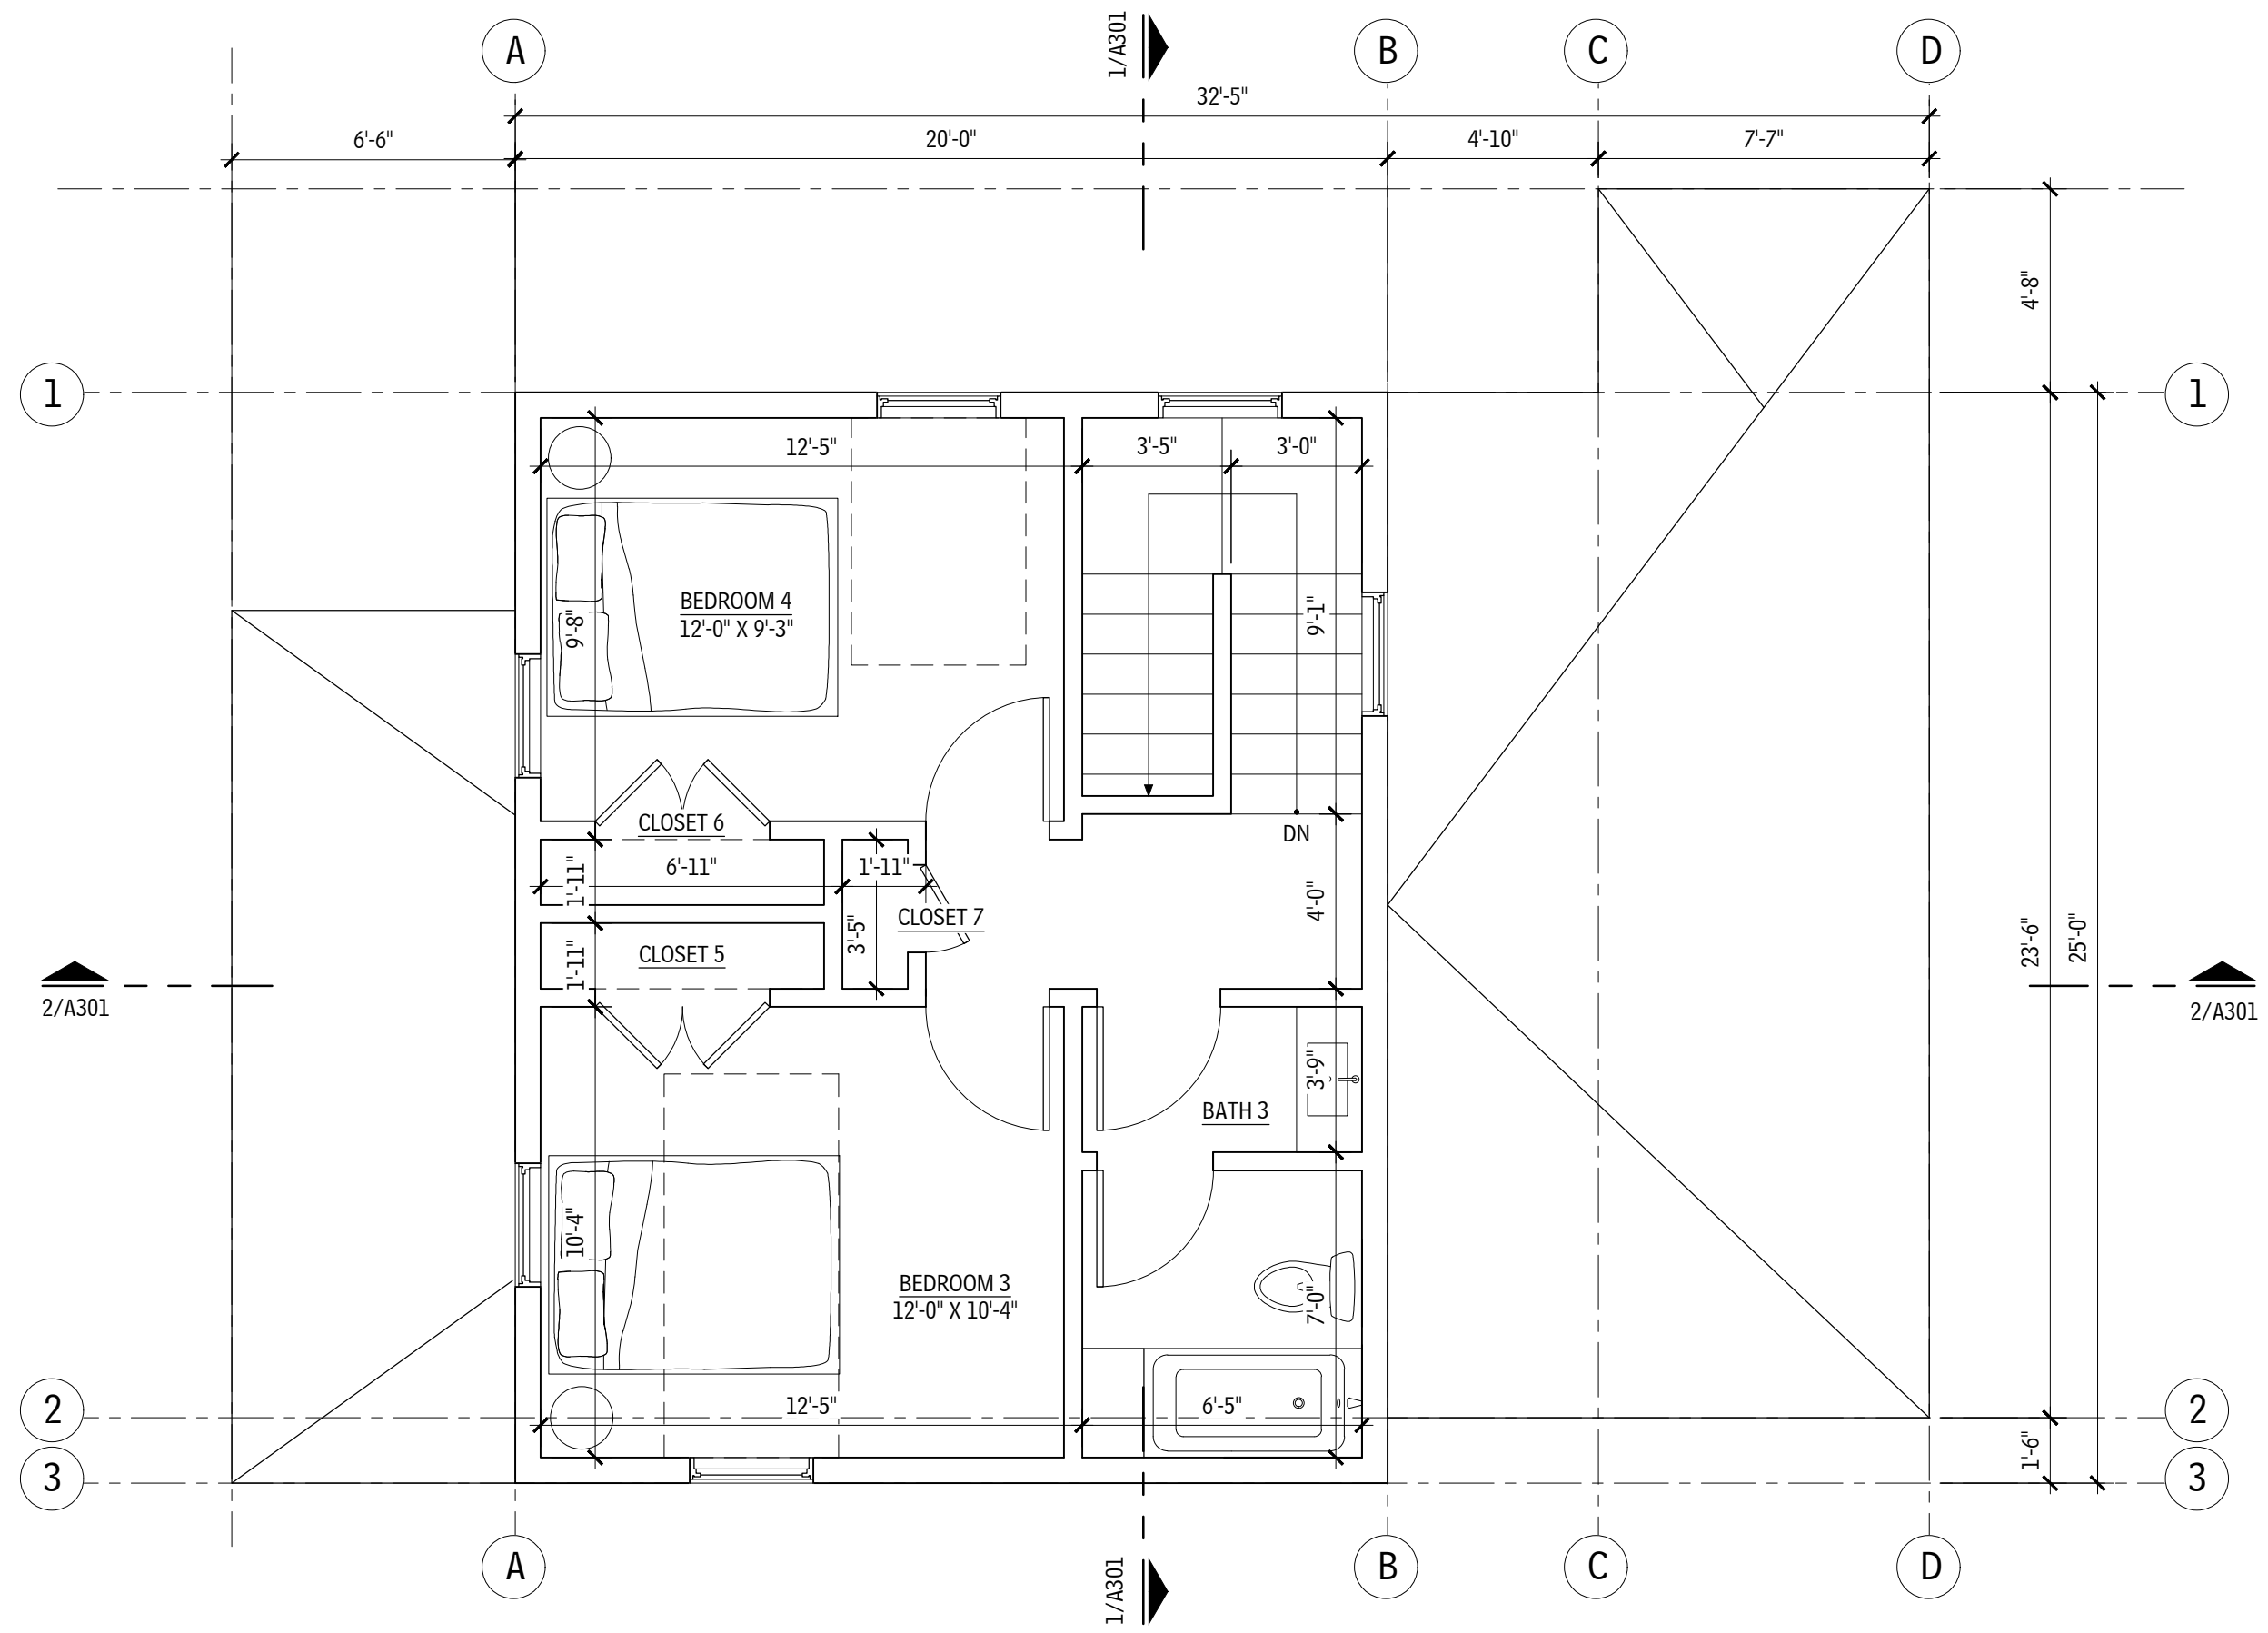 1/A301
A
B
C
D
32'-5"
6'-6"
20'-0"
4'-10"
7'-7"
4'-8"
1
1
12'-5"
3'-5"
3'-0"
BEDROOM 4
12'-0" X 9'-3"
9'-8"
9'-1"
CLOSET 6
DN
6'-11"
1'-11"
1'-11"
4'-0"
CLOSET 7
3'-5"
CLOSET 5
1'-11"
23'-6"
25'-0"
2/A301
2/A301
3'-9"
BATH 3
10'-4"
BEDROOM 3
12'-0" X 10'-4"
7'-0"
12'-5"
6'-5"
2
2
1'-6"
3
3
A
1/A301
B
C
D